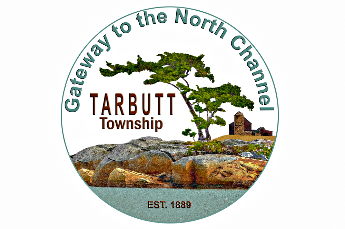 Gateway to the North Channel
TARBUTT
Township
EST. 1889